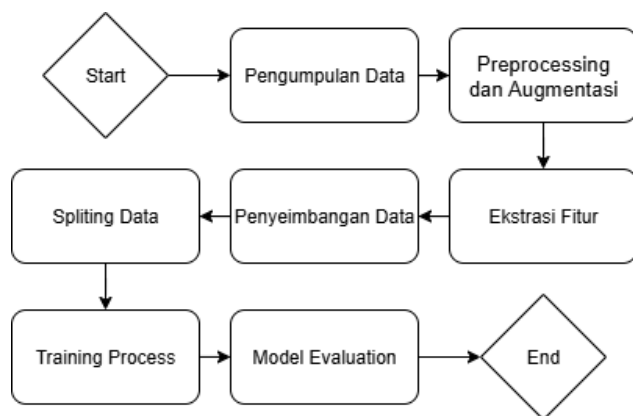 Start
Pengumpulan Data
Preprocessing
dan Augmentasi
Ekstrasi Fitur
Penyeimbangan Data
Spliting Data
Training Process
Model Evaluation
End